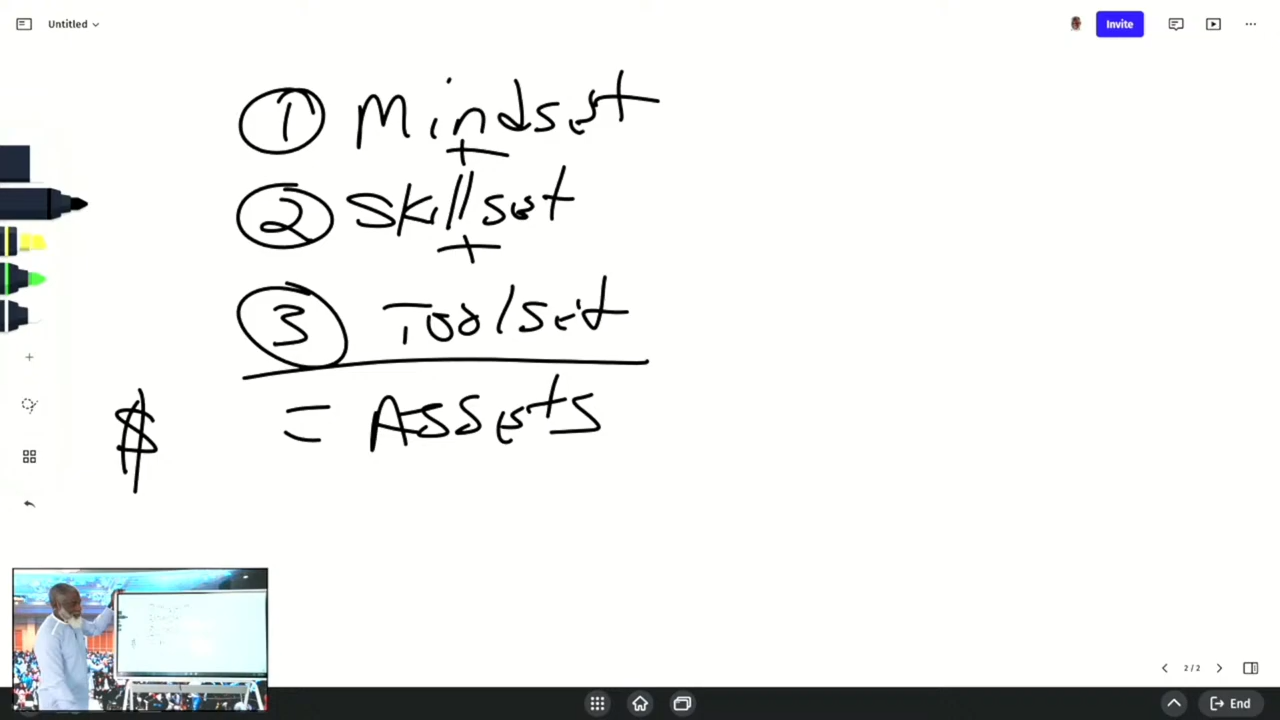 Untitled
Invite
① Mindset
+
② Skillset
+
③ Toolset
$ = Assets
2/2
End